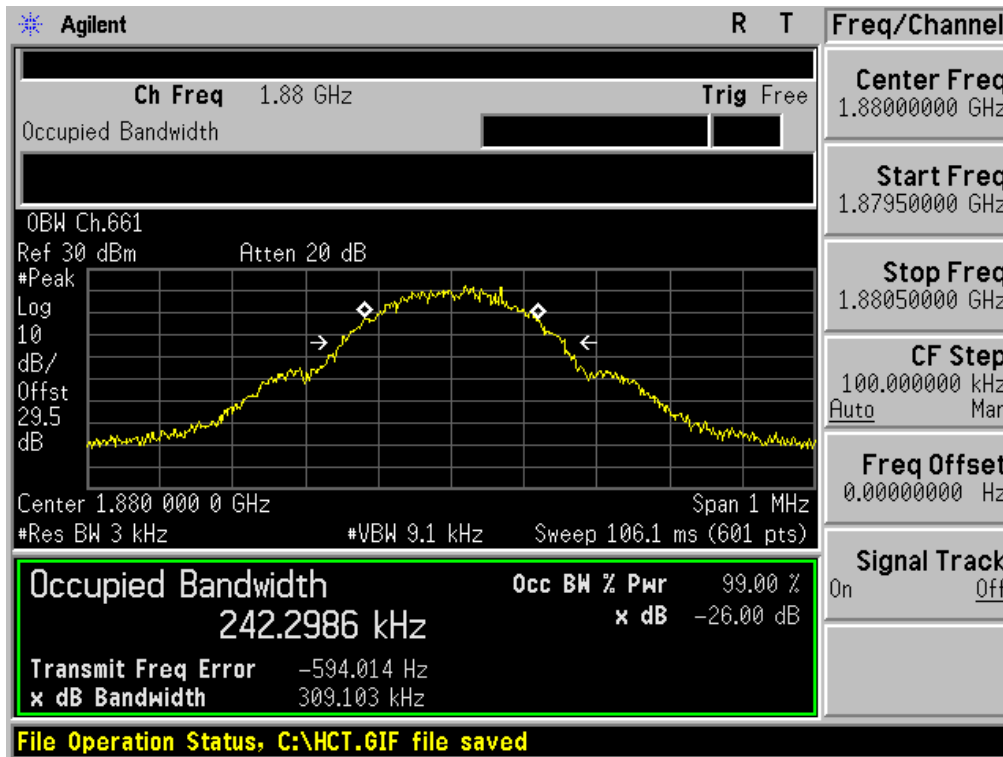 Agilent R T Freq/Channel
Ch Freq 1.88 GHz Trig Free
Occupied Bandwidth
Center Freq
1.88000000 GHz
Start Freq
1.87950000 GHz
Stop Freq
1.88050000 GHz
CF Step
100.000000 kHz
Auto Man
Freq Offset
0.00000000 Hz
Signal Track
On Off
OBW Ch.661
Ref 30 dBm Atten 20 dB
#Peak
Log
10
dB/
Offst
29.5
dB
Center 1.880 000 0 GHz Span 1 MHz
#Res BW 3 kHz #VBW 9.1 kHz Sweep 106.1 ms (601 pts)
Occupied Bandwidth Occ BW % Pwr 99.00 %
242.2986 kHz x dB -26.00 dB
Transmit Freq Error -594.014 Hz
x dB Bandwidth 309.103 kHz
File Operation Status, C:\HCT.GIF file saved